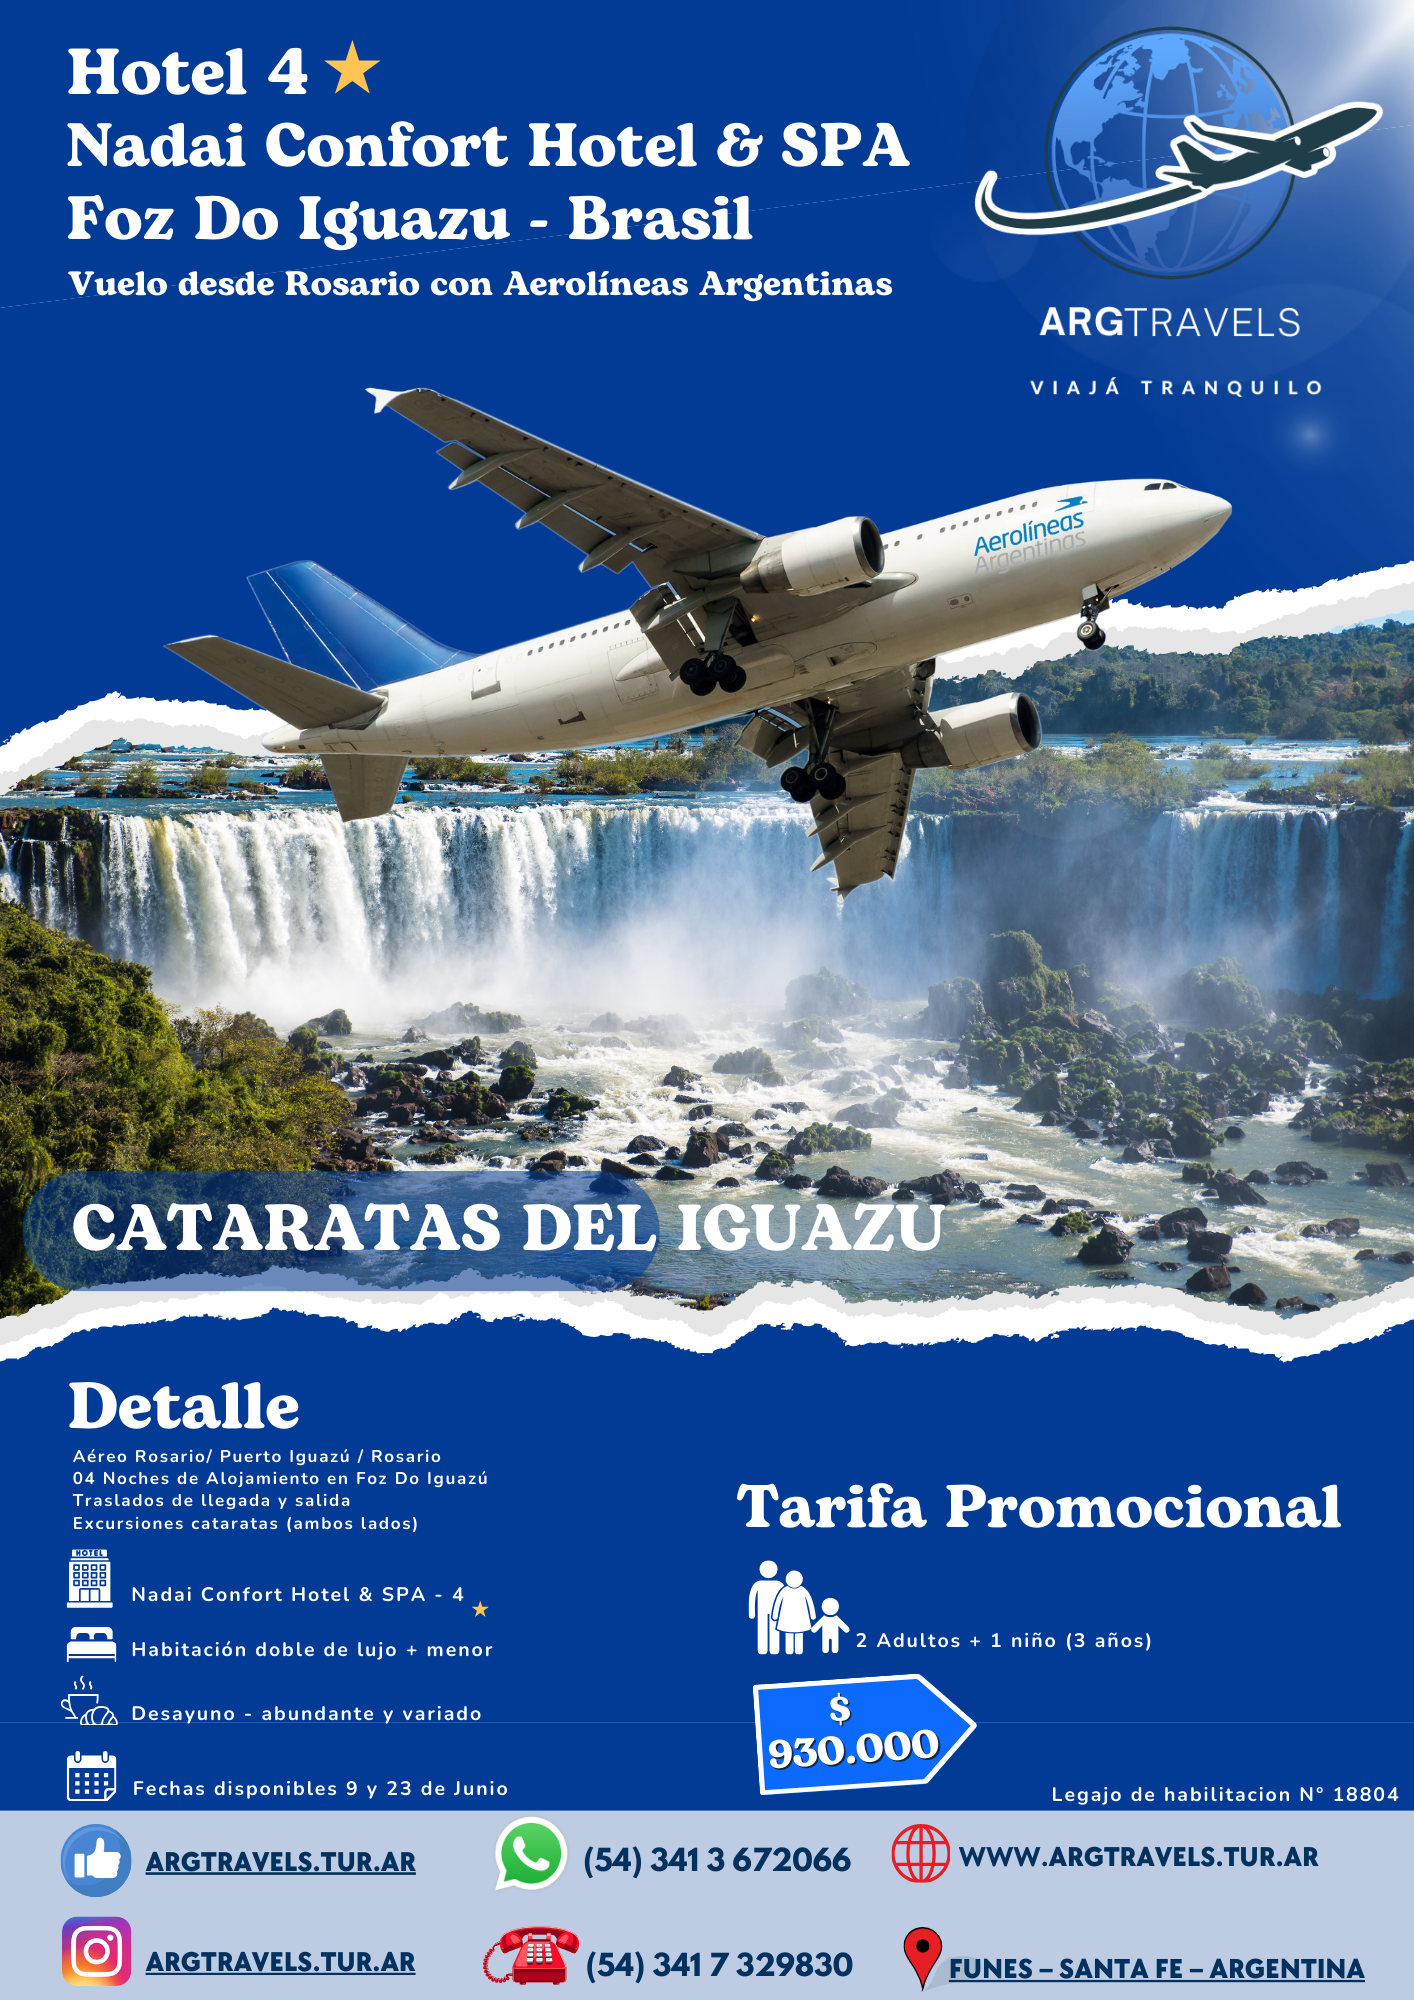 Hotel 4
Nadai Confort Hotel & SPA
Foz Do Iguazu - Brasil
Vuelo desde Rosario con Aerolíneas Argentinas
ARGTRAVELS
VIAJÁ TRANQUILO
Aerolíneas
Argentinas
CATARATAS DEL IGUAZU
Detalle
Aéreo Rosario/ Puerto Iguazú / Rosario
04 Noches de Alojamiento en Foz Do Iguazú
Traslados de llegada y salida
Excursiones cataratas (ambos lados)
HOTEL
Nadai Confort Hotel & SPA - 4
Habitación doble de lujo + menor
Desayuno - abundante y variado
Fechas disponibles 9 y 23 de Junio
Tarifa Promocional
2 Adultos + 1 niño (3 años)
$
930.000
Legajo de habilitacion N° 18804
ARGTRAVELS.TUR.AR
(54) 341 3 672066
WWW.ARGTRAVELS.TUR.AR
ARGTRAVELS.TUR.AR
(54) 341 7 329830
FUNES – SANTA FE – ARGENTINA